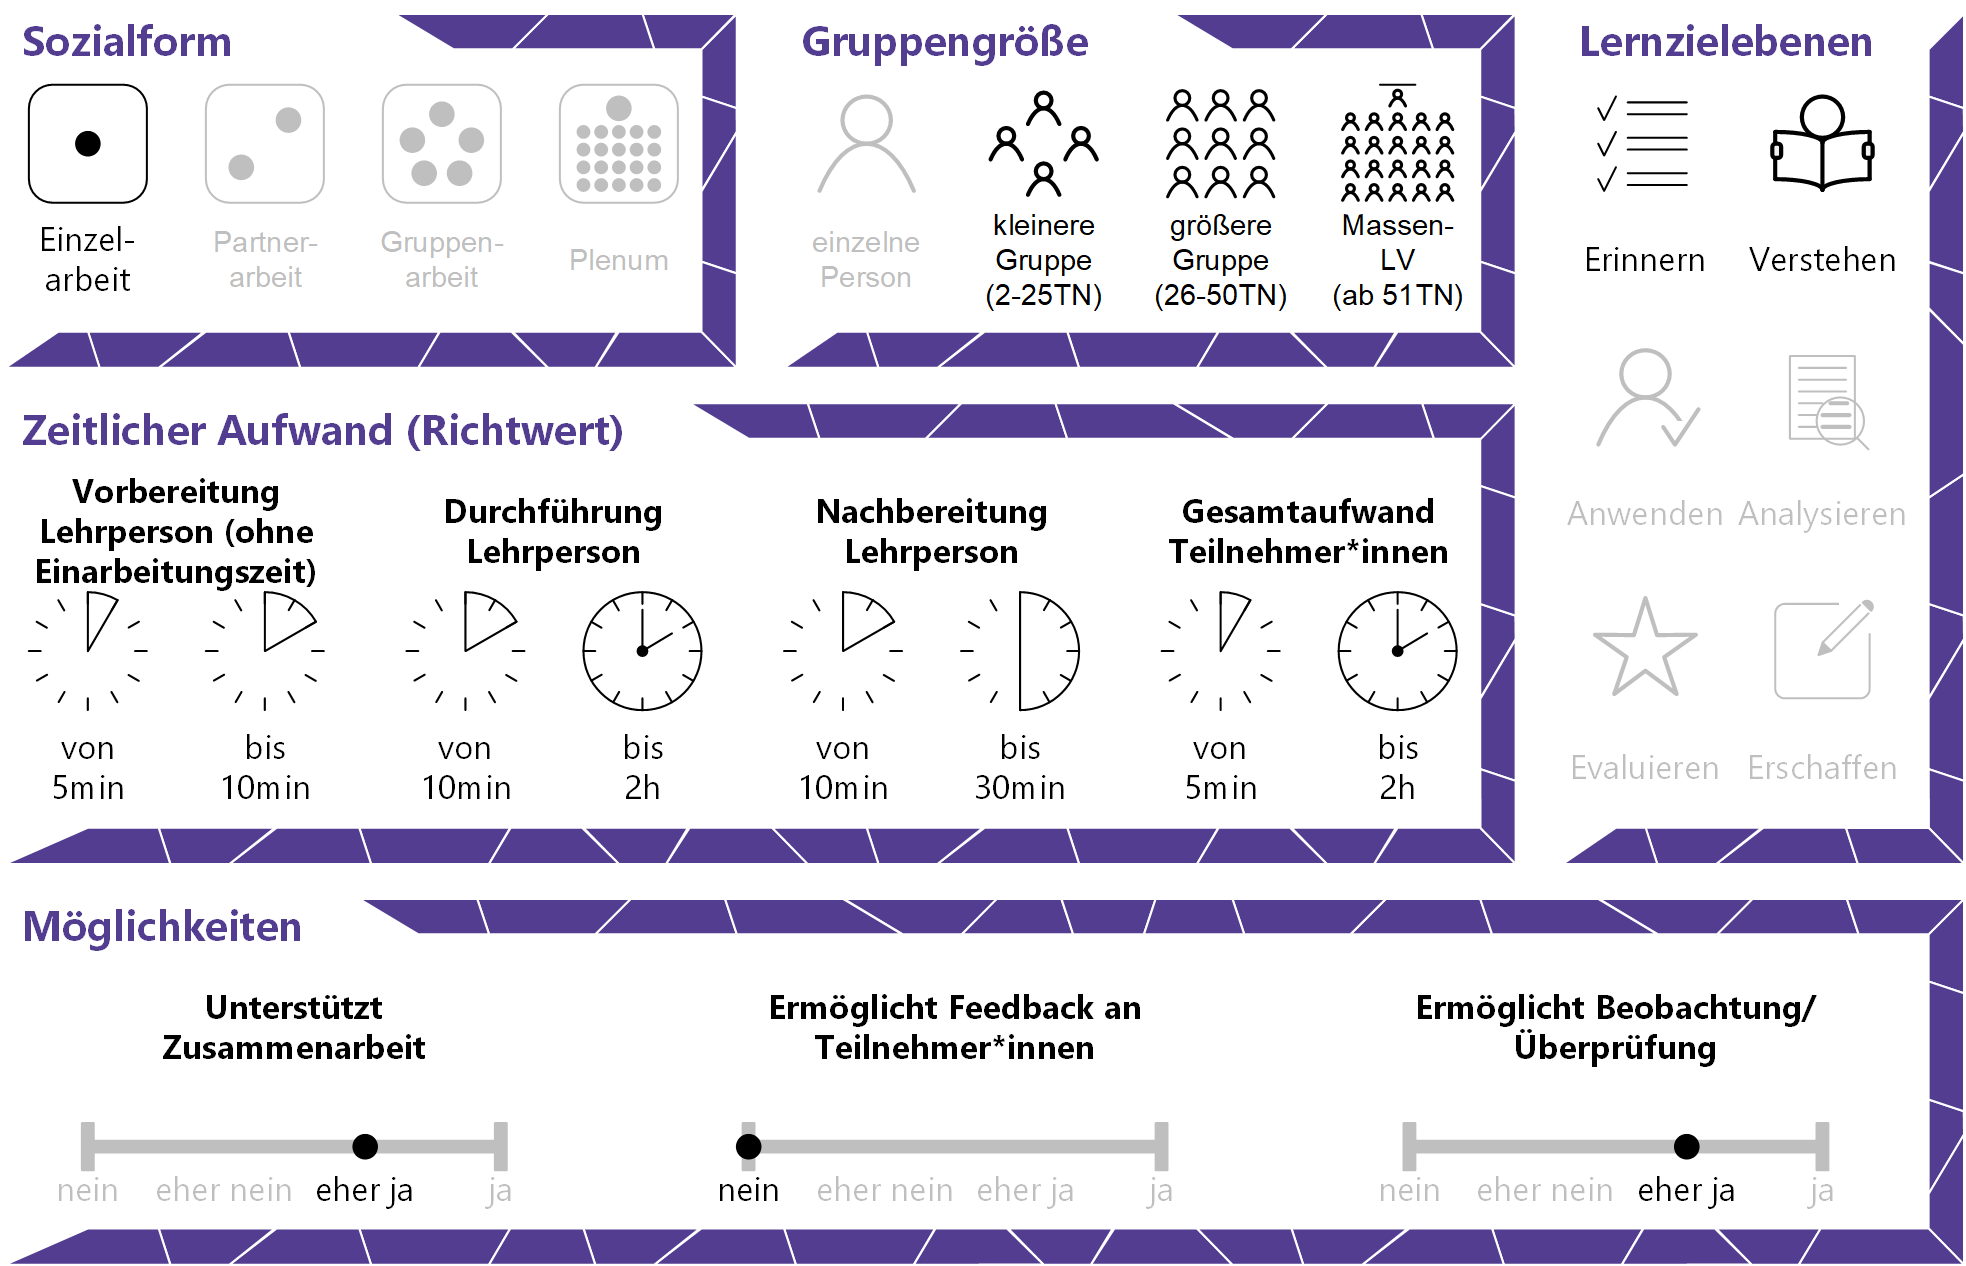 Sozialform
Einzel-
arbeit
Partner-
arbeit
Gruppen-
arbeit
Plenum
Gruppengröße
einzelne
Person
kleinere
Gruppe
(2-25TN)
größere
Gruppe
(26-50TN)
Massen-
LV
(ab 51TN)
Lernzielebenen
Erinnern
Verstehen
Anwenden
Analysieren
Evaluieren
Erschaffen
Zeitlicher Aufwand (Richtwert)
Vorbereitung
Lehrperson (ohne
Einarbeitungszeit)
von
5min
bis
10min
Durchführung
Lehrperson
von
10min
bis
2h
Nachbereitung
Lehrperson
von
10min
bis
30min
Gesamtaufwand
Teilnehmer*innen
von
5min
bis
2h
Möglichkeiten
Unterstützt
Zusammenarbeit
nein eher nein eher ja ja
Ermöglicht Feedback an
Teilnehmer*innen
nein eher nein eher ja ja
Ermöglicht Beobachtung/
Überprüfung
nein eher nein eher ja ja